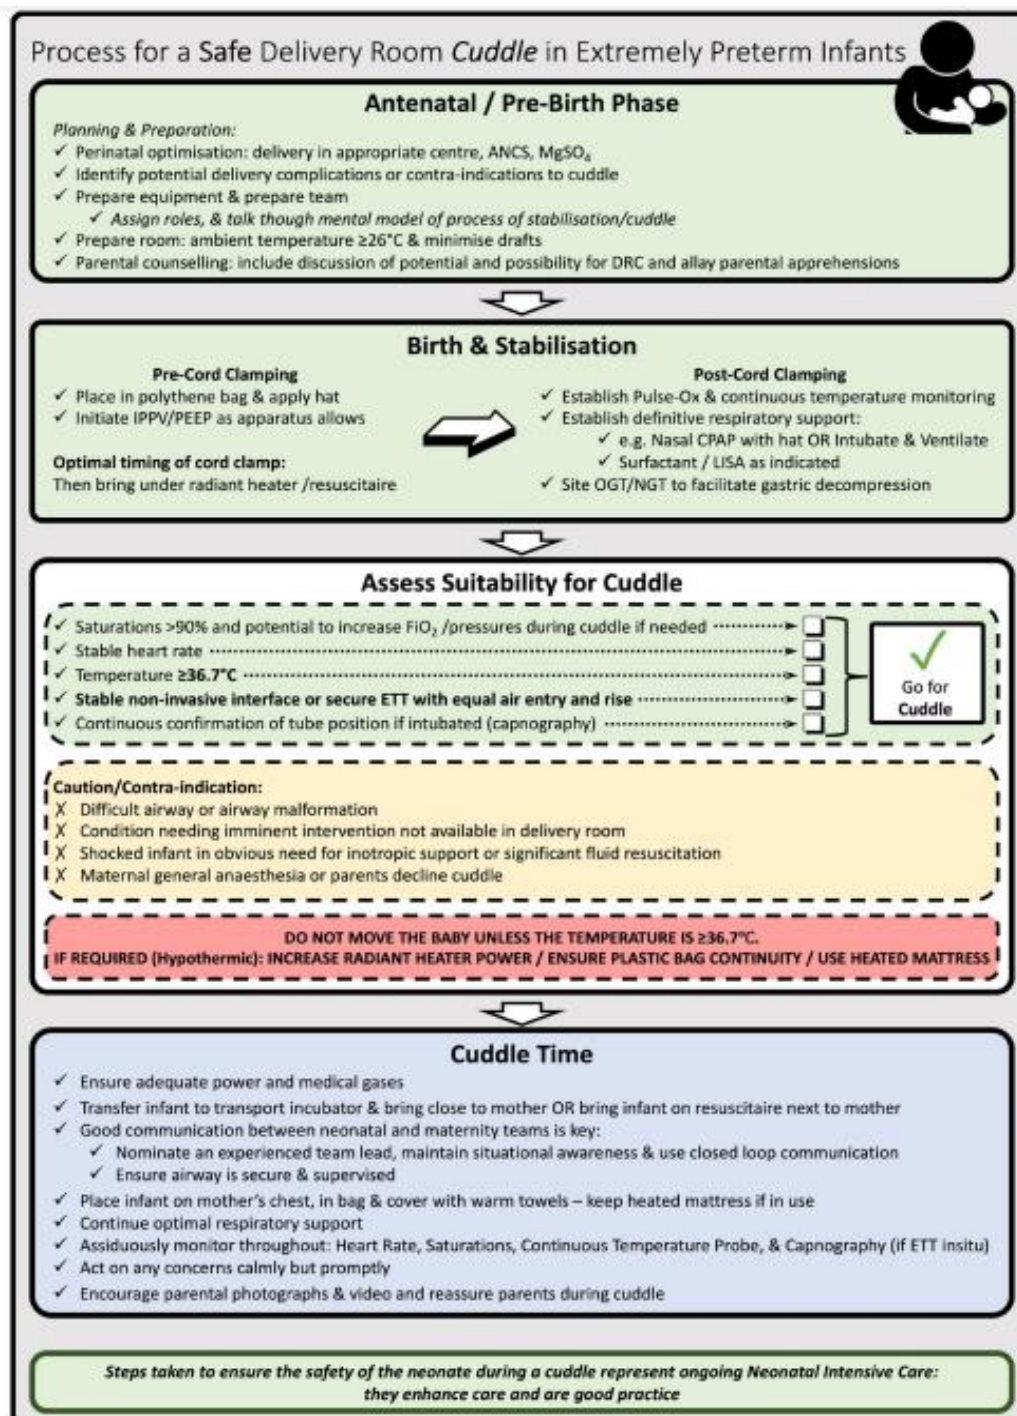 Process for a Safe Delivery Room Cuddle in Extremely Preterm Infants
Antenatal / Pre-Birth Phase
Planning & Preparation:
✓ Perinatal optimisation: delivery in appropriate centre, ANCS, MgSO₄
✓ Identify potential delivery complications or contra-indications to cuddle
✓ Prepare equipment & prepare team
✓ Assign roles, & talk though mental model of process of stabilisation/cuddle
✓ Prepare room: ambient temperature ≥26°C & minimise drafts
✓ Parental counselling: include discussion of potential and possibility for DRC and allay parental apprehensions
Birth & Stabilisation
Pre-Cord Clamping
✓ Place in polythene bag & apply hat
✓ Initiate IPPV/PEEP as apparatus allows
Optimal timing of cord clamp:
Then bring under radiant heater /resuscitaire
Post-Cord Clamping
✓ Establish Pulse-Ox & continuous temperature monitoring
✓ Establish definitive respiratory support:
✓ e.g. Nasal CPAP with hat OR Intubate & Ventilate
✓ Surfactant / LISA as indicated
✓ Site OGT/NGT to facilitate gastric decompression
Assess Suitability for Cuddle
✓ Saturations >90% and potential to increase FiO₂ /pressures during cuddle if needed
✓ Stable heart rate
✓ Temperature ≥36.7°C
✓ Stable non-invasive interface or secure ETT with equal air entry and rise
✓ Continuous confirmation of tube position if intubated (capnography)
Go for
Cuddle
Caution/Contra-indication:
X Difficult airway or airway malformation
X Condition needing imminent intervention not available in delivery room
X Shocked infant in obvious need for inotropic support or significant fluid resuscitation
X Maternal general anaesthesia or parents decline cuddle
DO NOT MOVE THE BABY UNLESS THE TEMPERATURE IS ≥36.7°C.
IF REQUIRED (Hypothermic): INCREASE RADIANT HEATER POWER / ENSURE PLASTIC BAG CONTINUITY / USE HEATED MATTRESS
Cuddle Time
✓ Ensure adequate power and medical gases
✓ Transfer infant to transport incubator & bring close to mother OR bring infant on resuscitaire next to mother
✓ Good communication between neonatal and maternity teams is key:
✓ Nominate an experienced team lead, maintain situational awareness & use closed loop communication
✓ Ensure airway is secure & supervised
✓ Place infant on mother's chest, in bag & cover with warm towels – keep heated mattress if in use
✓ Continue optimal respiratory support
✓ Assiduously monitor throughout: Heart Rate, Saturations, Continuous Temperature Probe, & Capnography (if ETT insitu)
✓ Act on any concerns calmly but promptly
✓ Encourage parental photographs & video and reassure parents during cuddle
Steps taken to ensure the safety of the neonate during a cuddle represent ongoing Neonatal Intensive Care:
they enhance care and are good practice